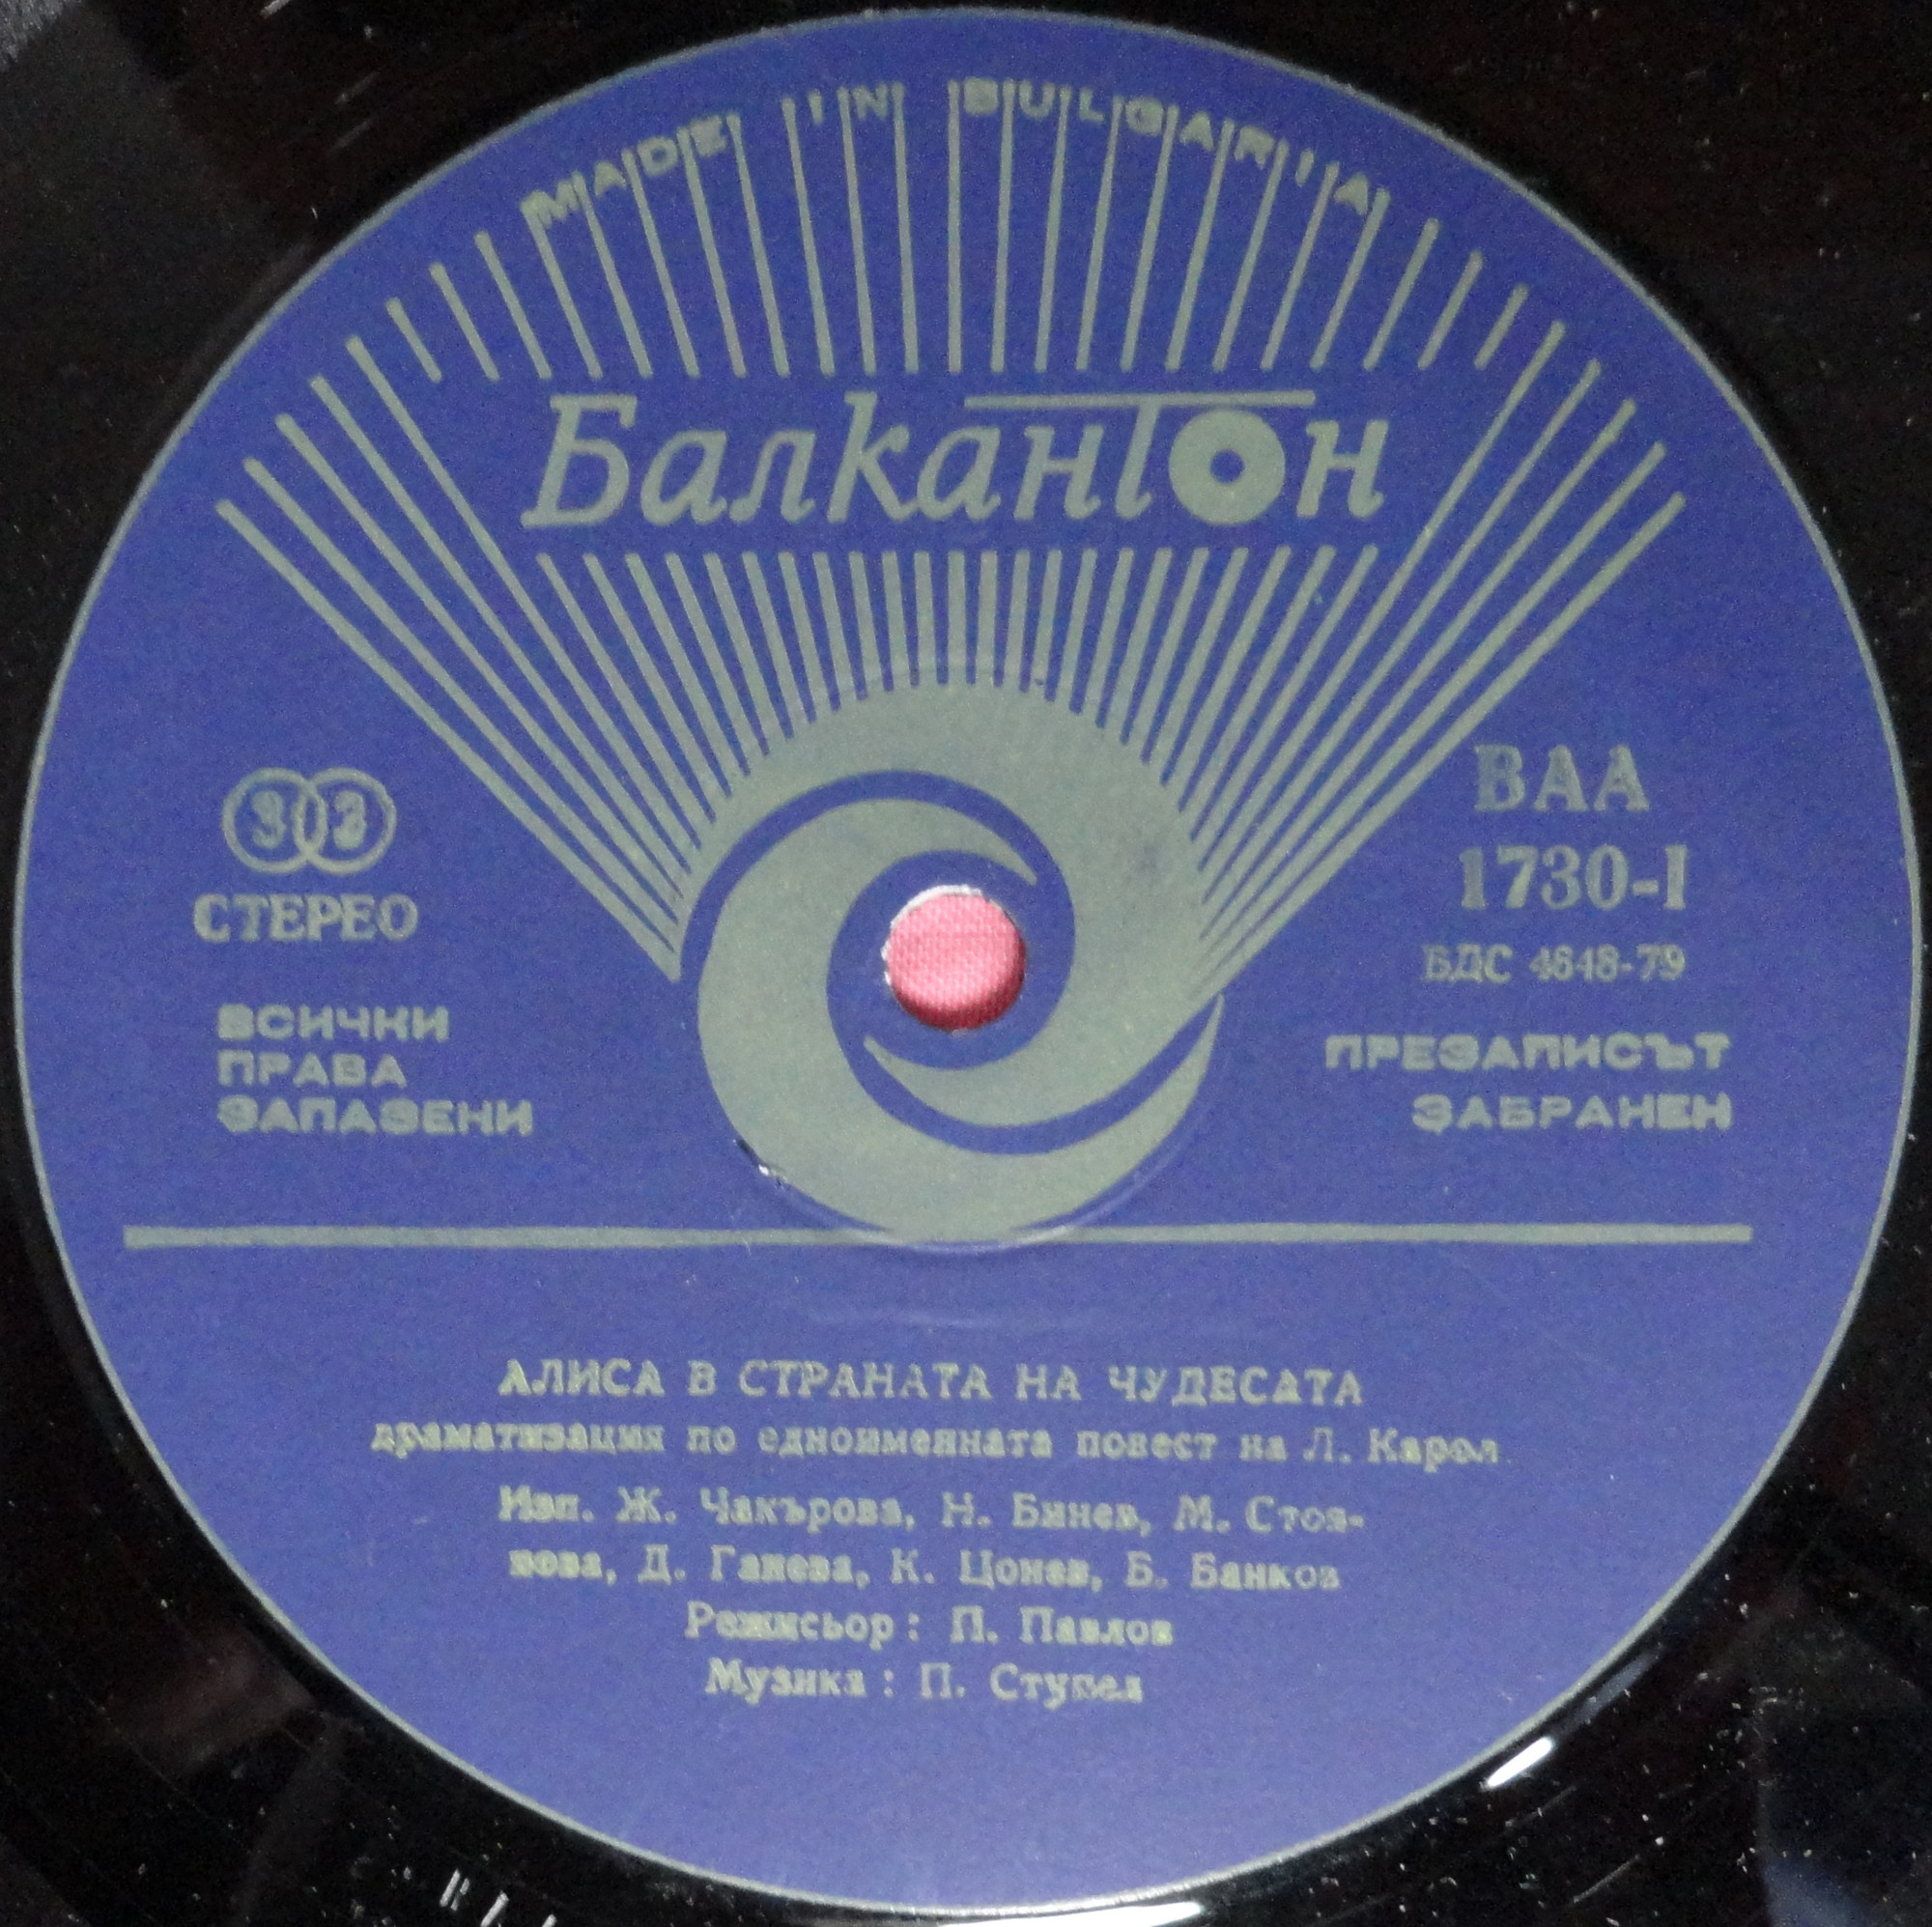 MADE IN BULGARIA
Балкантон
33
СТЕРЕО
ВСИЧКИ
ПРАВА
ЗАПАЗЕНИ
ВАА
1730-I
БДС 4648-79
ПРЕЗАПИСЪТ
ЗАБРАНЕН
АЛИСА В СТРАНАТА НА ЧУДЕСАТА
драматизация по едноименната повест на Л. Карол
Изп. Ж. Чакърова, Н. Бинев, М. Стоя-
нова, Д. Ганева, К. Цонев, Б. Банков
Режисьор: П. Павлов
Музика: П. Ступел